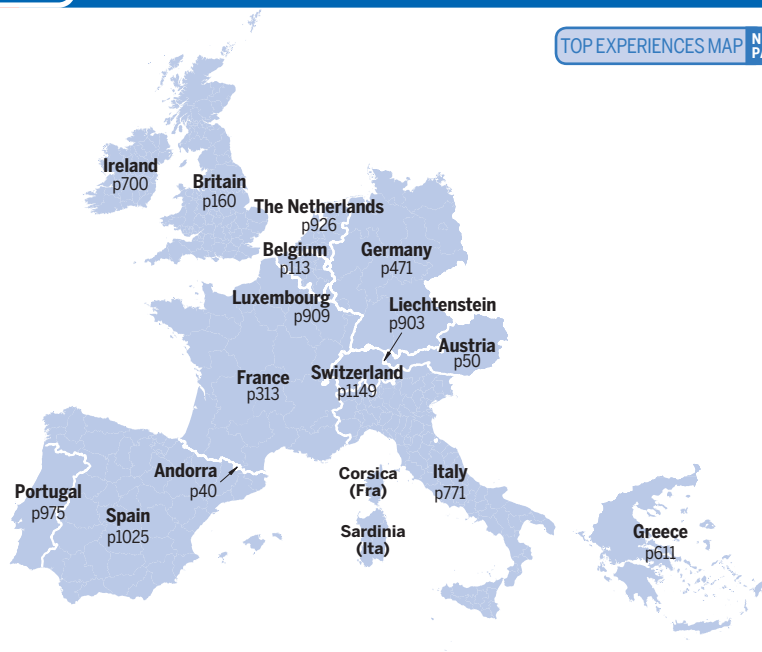 TOP EXPERIENCES MAP
Ireland
p700
Britain
p160
The Netherlands
p926
Belgium
p113
Germany
p471
Luxembourg
p909
Liechtenstein
p903
Austria
p50
Switzerland
p1149
France
p313
Andorra
p40
Corsica
(Fra)
Italy
p771
Portugal
p975
Spain
p1025
Sardinia
(Ita)
Greece
p611